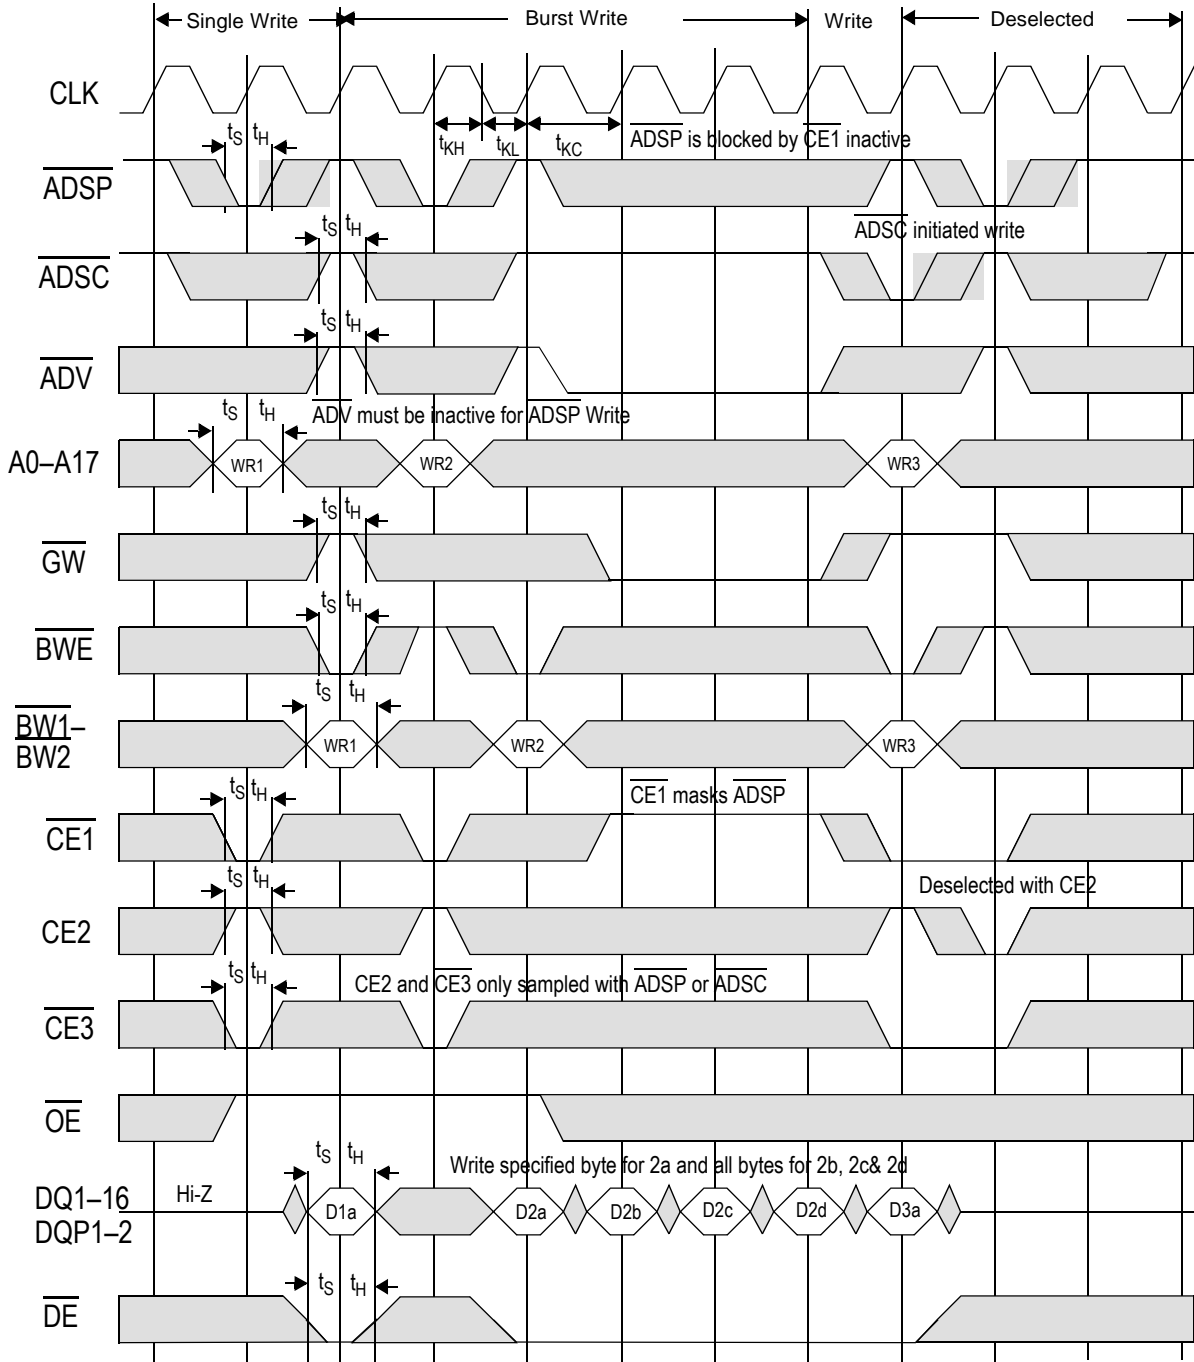 Single Write Burst Write Write Deselected
CLK
tS tH tKH tKL tKC ADSP is blocked by CE1 inactive
ADSP
tS tH ADSC initiated write
ADSC
tS tH
ADV
tS tH ADV must be inactive for ADSP Write
A0–A17 WR1 WR2 WR3
tS tH
GW
tS tH
BWE
tS tH
BW1–
BW2 WR1 WR2 WR3
tS tH CE1 masks ADSP
CE1
tS tH Deselected with CE2
CE2
tS tH CE2 and CE3 only sampled with ADSP or ADSC
CE3
OE
tS tH Write specified byte for 2a and all bytes for 2b, 2c& 2d
DQ1–16 Hi-Z D1a D2a D2b D2c D2d D3a
DQP1–2
tS tH
DE